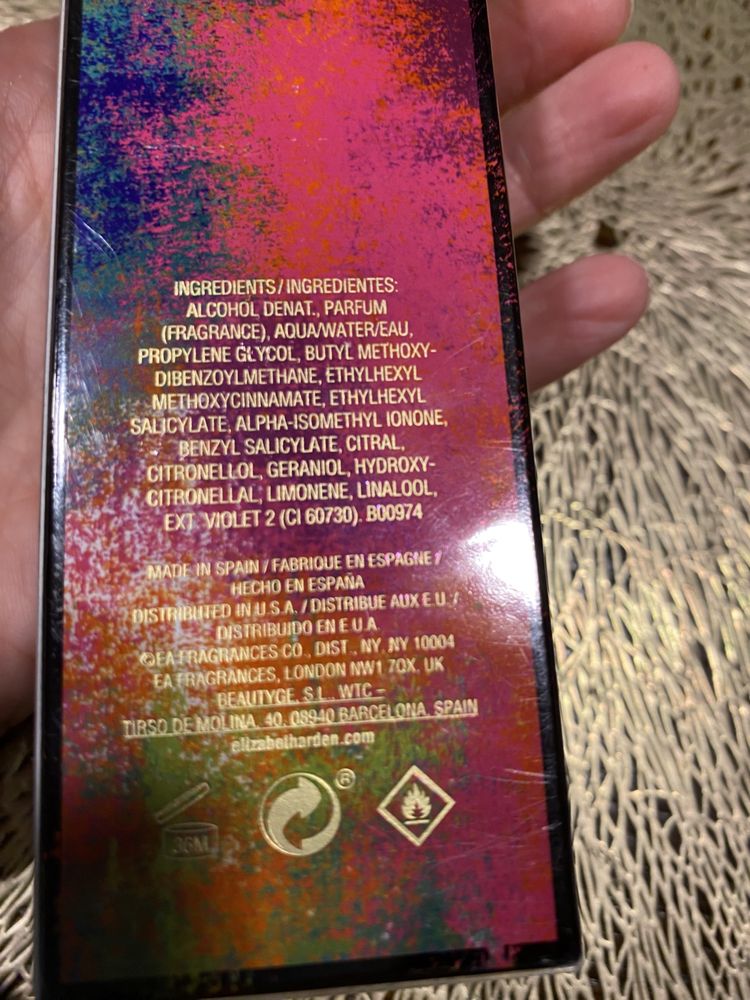 INGREDIENTS/INGREDIENTES:
ALCOHOL DENAT., PARFUM
(FRAGRANCE), AQUA/WATER/EAU,
PROPYLENE GLYCOL, BUTYL METHOXY-
DIBENZOYLMETHANE, ETHYLHEXYL
METHOXYCINNAMATE, ETHYLHEXYL
SALICYLATE, ALPHA-ISOMETHYL IONONE,
BENZYL SALICYLATE, CITRAL,
CITRONELLOL, GERANIOL, HYDROXY-
CITRONELLAL, LIMONENE, LINALOOL,
EXT. VIOLET 2 (CI 60730). B00974
MADE IN SPAIN / FABRIQUE EN ESPAGNE /
HECHO EN ESPAÑA
DISTRIBUTED IN U.S.A. / DISTRIBUE AUX E.U. /
DISTRIBUIDO EN E.U.A.
©EA FRAGRANCES CO., DIST., NY, NY 10004
EA FRAGRANCES, LONDON NW1 7QX, UK
BEAUTYGE, S.L., WTC –
TIRSO DE MOLINA, 40, 08940 BARCELONA, SPAIN
elizabetharden.com
36M
®